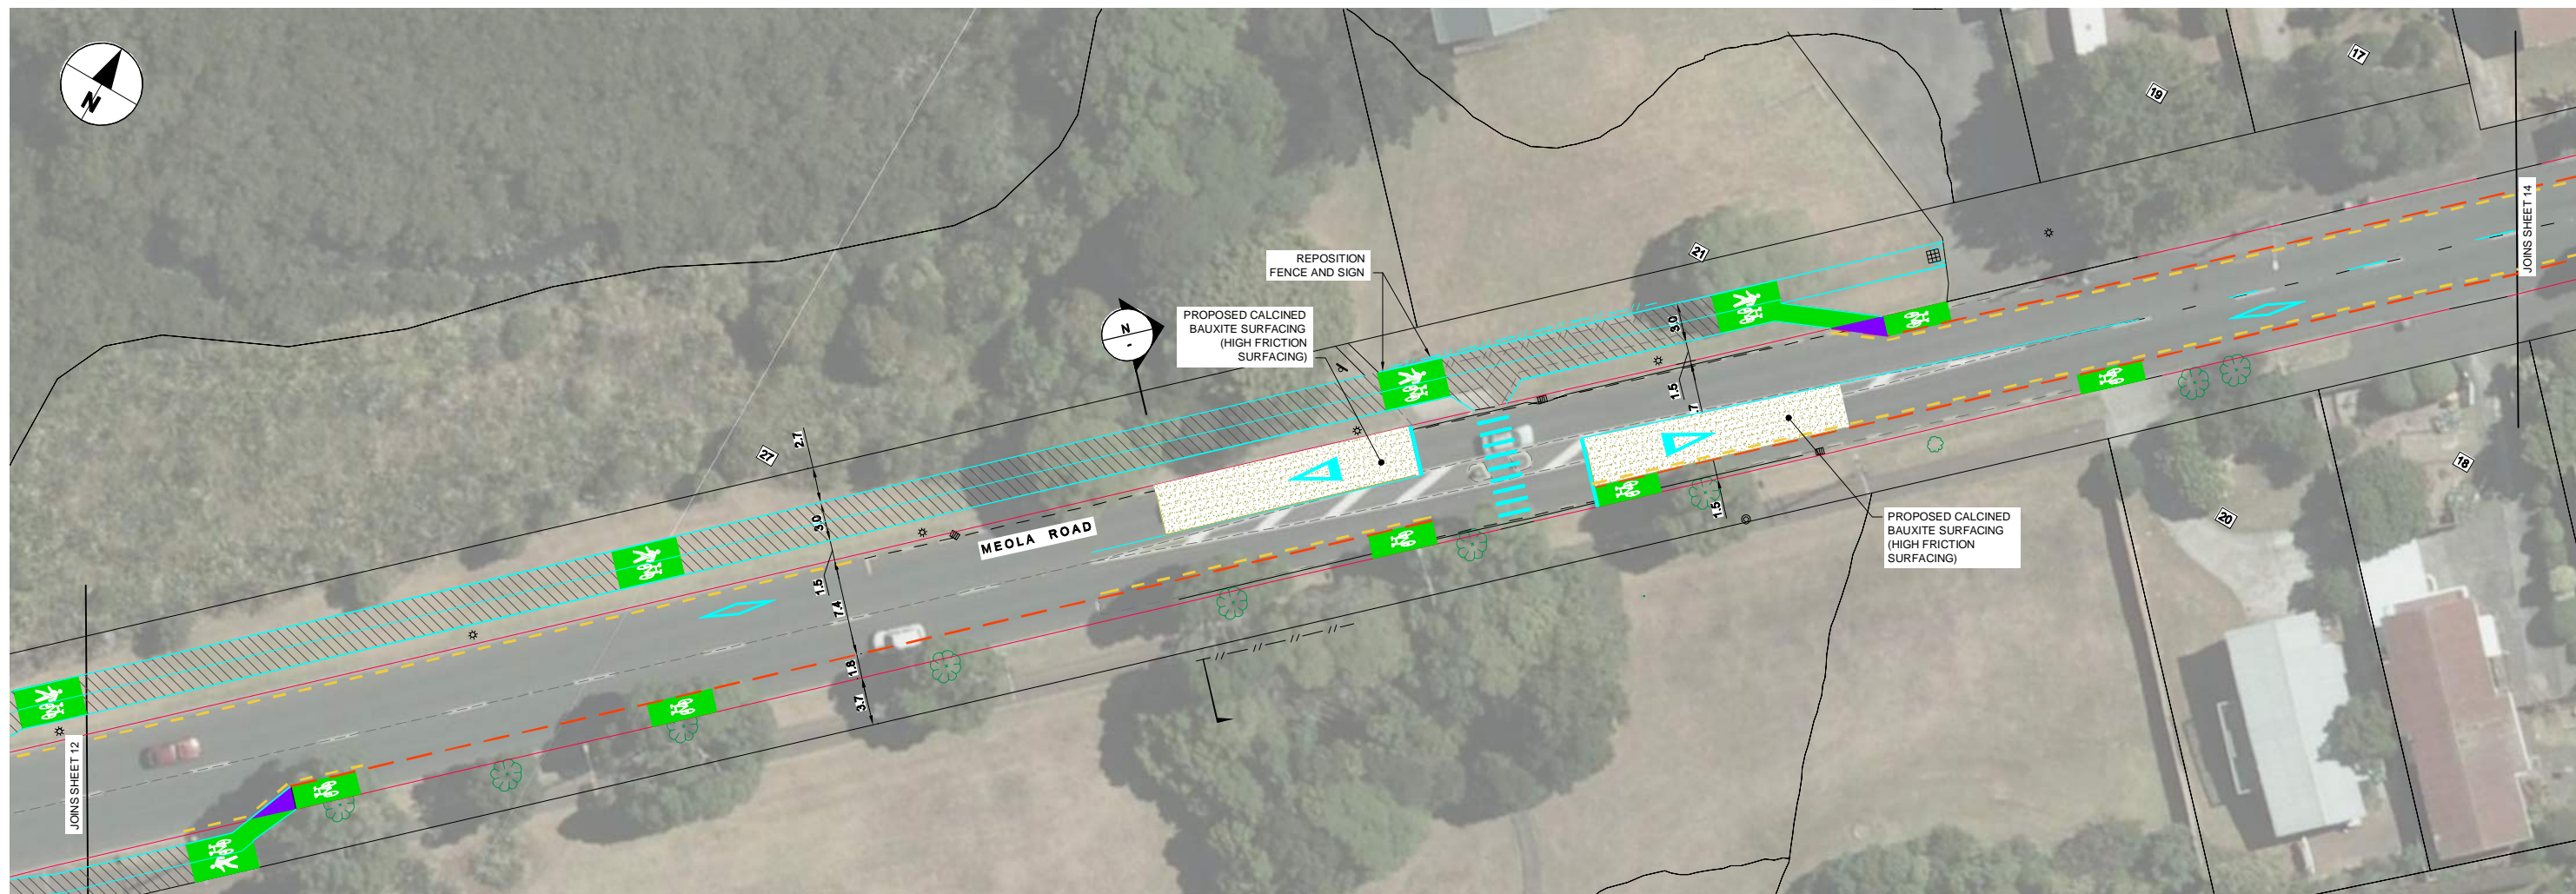 N
17
19
JOINS SHEET 14
21
REPOSITION
FENCE AND SIGN
N
-
PROPOSED CALCINED
BAUXITE SURFACING
(HIGH FRICTION
SURFACING)
3.0
1.5
.7
1.5
27
2.7
3.0
1.5
7.4
1.8
3.7
MEOLA ROAD
18
20
PROPOSED CALCINED
BAUXITE SURFACING
(HIGH FRICTION
SURFACING)
JOINS SHEET 12